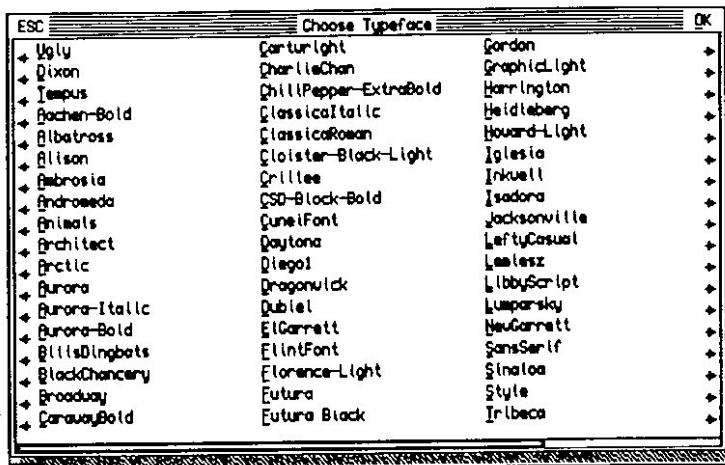 ESC Choose Typeface OK
Ugly
Dixon
Tempus
Aachen-Bold
Albatross
Alison
Ambrosia
Andromeda
Animals
Architect
Arctic
Aurora
Aurora-Italic
Aurora-Bold
BillsDingbats
BlackChancery
Broadway
CarawayBold
Cartwright
CharlieChan
ChiliPepper-ExtraBold
ClassicaItalic
ClassicaRoman
Cloister-Black-Light
Crillee
CSD-Block-Bold
CuneiFont
Daytona
Diego1
Dragonwick
Dubiel
ElGarrett
FlintFont
Florence-Light
Futura
Futura Black
Gordon
GraphicLight
Harrington
Heidleberg
Howard-Light
Iglesia
Inkwell
Isadora
Jacksonville
LeftyCasual
Lemiesz
LibbyScript
Lumparsky
NewGarrett
SansSerif
Sinaloa
Style
Tribeca